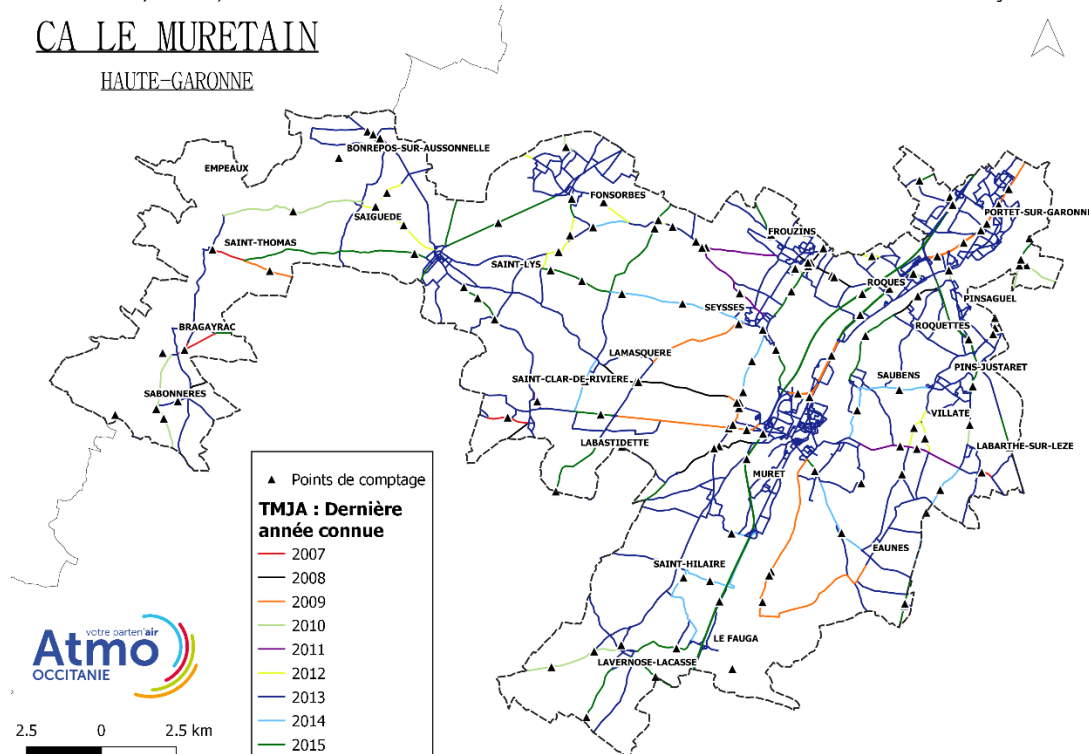 CA LE MURETAIN
HAUTE-GARONNE
BONREPOS-SUR-AUSSONNELLE
EMPEAUX
FONSORBES
SAIGUEDE
PORTET-SUR-GARONNE
FROUZINS
SAINT-THOMAS
SAINT-LYS
ROQUES
SEYSSES
PINSAGUEL
BRAGAYRAC
ROQUETTES
LAMASQUERE
PINS-JUSTARET
SAUBENS
SAINT-CLAR-DE-RIVIERE
SABONNERES
VILLATE
LABASTIDETTE
LABARTHE-SUR-LEZE
MURET
EAUNES
SAINT-HILAIRE
LE FAUGA
LAVERNOSE-LACASSE
Points de comptage
TMJA : Dernière
année connue
2007
2008
2009
2010
2011
2012
2013
2014
2015
votre parten'air
Atmo
OCCITANIE
2.5 0 2.5 km